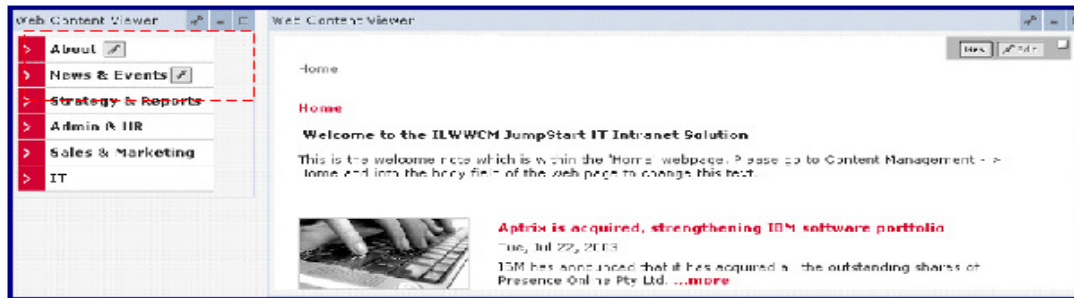 Web Content Viewer
> About
> News & Events
> Strategy & Reports
> Admin & HR
> Sales & Marketing
> IT
Web Content Viewer
Edit
Home
Home
Welcome to the ILWWCM JumpStart IT Intranet Solution
This is the welcome note which is within the 'Home' webpage. Please go to Content Management ->
Home and into the body field of the web page to change this text.
Aptrix is acquired, strengthening IBM software portfolio
Tue, Jul 22, 2003
IBM has announced that it has acquired all the outstanding shares of
Presence Online Pty Ltd. ...more